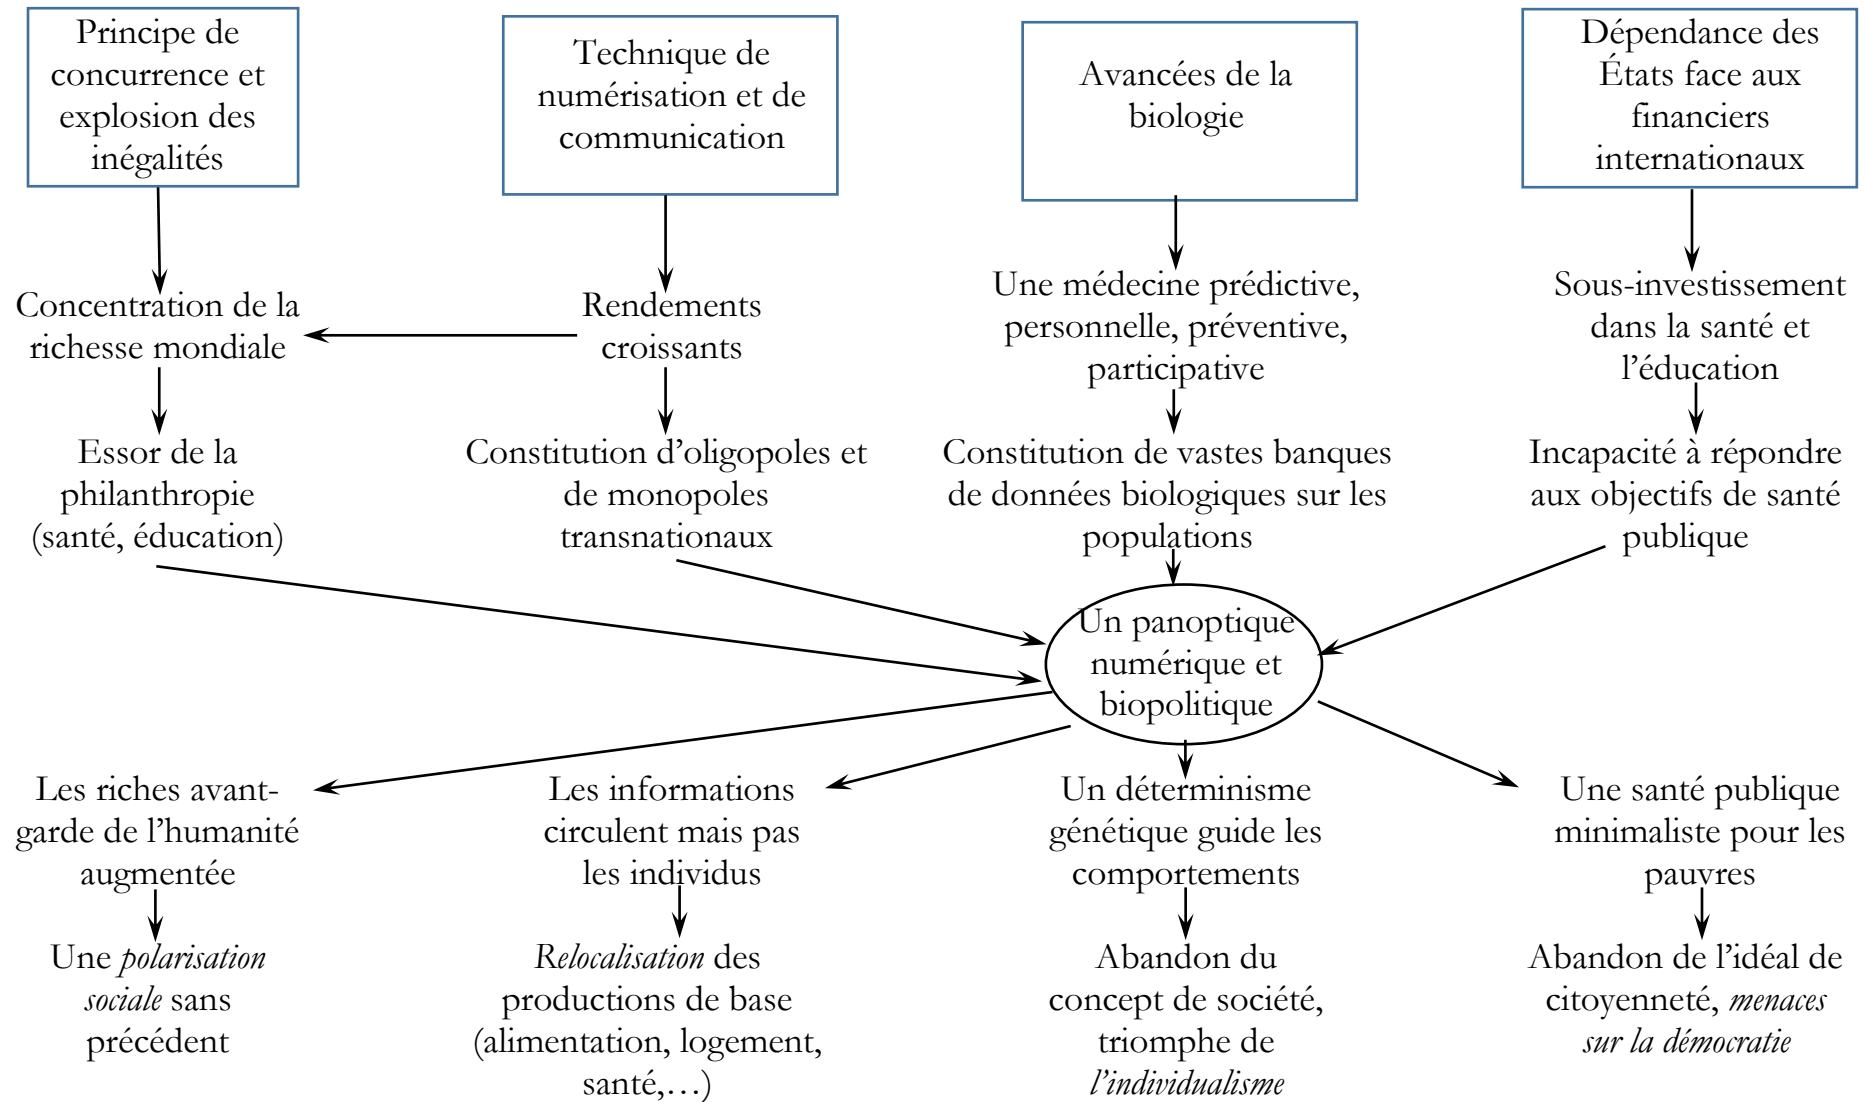 Principe de
concurrence et
explosion des
inégalités
Technique de
numérisation et de
communication
Avancées de la
biologie
Dépendance des
États face aux
financiers
internationaux
Concentration de la
richesse mondiale
Rendements
croissants
Une médecine prédictive,
personnelle, préventive,
participative
Sous-investissement
dans la santé et
l’éducation
Essor de la
philanthropie
(santé, éducation)
Constitution d’oligopoles et
de monopoles
transnationaux
Constitution de vastes banques
de données biologiques sur les
populations
Incapacité à répondre
aux objectifs de santé
publique
Un panoptique
numérique et
biopolitique
Les riches avant-
garde de l’humanité
augmentée
Les informations
circulent mais pas
les individus
Un déterminisme
génétique guide les
comportements
Une santé publique
minimaliste pour les
pauvres
Une polarisation
sociale sans
précédent
Relocalisation des
productions de base
(alimentation, logement,
santé,…)
Abandon du
concept de société,
triomphe de
l’individualisme
Abandon de l’idéal de
citoyenneté, menaces
sur la démocratie